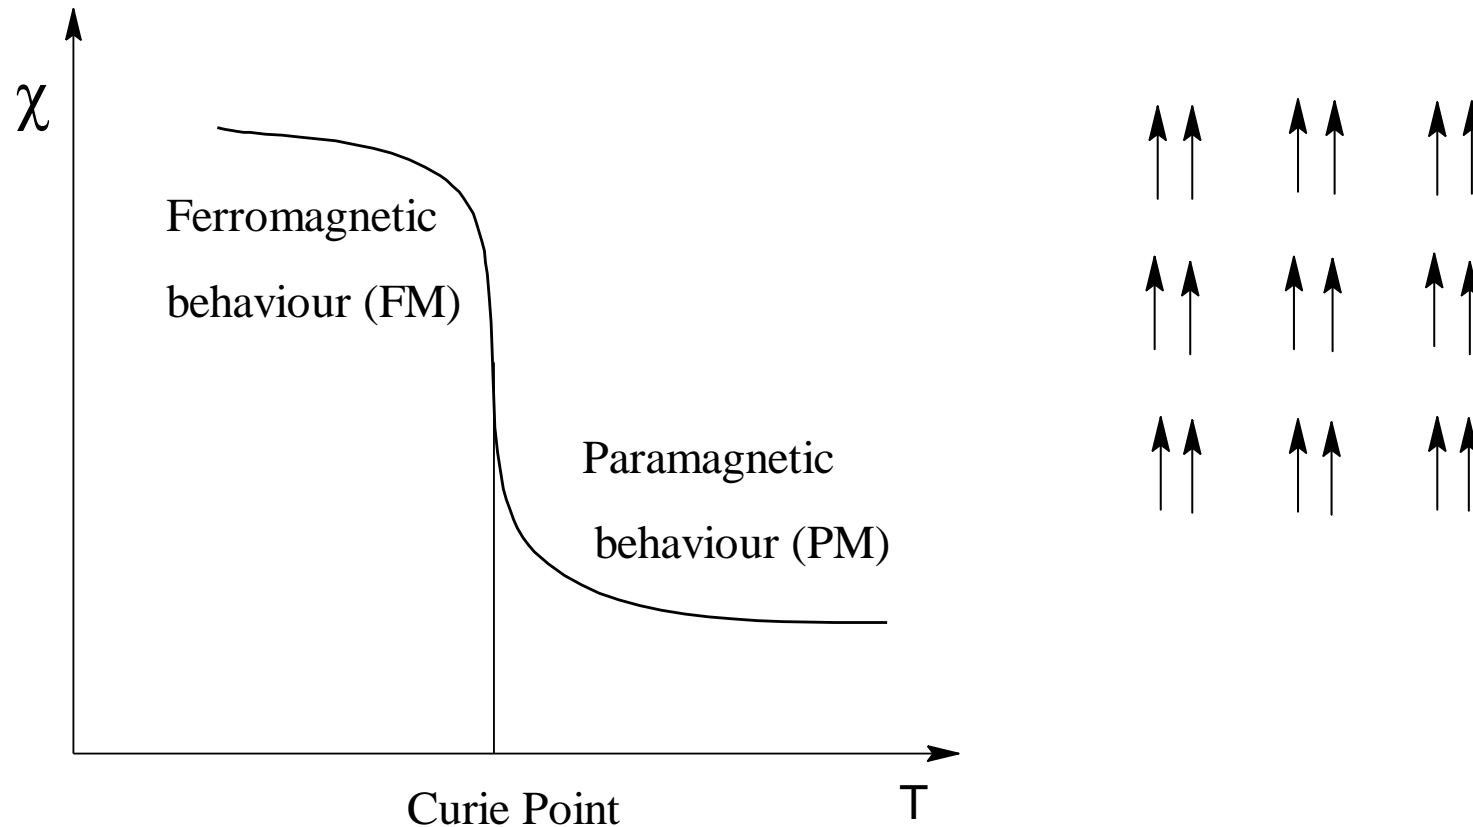 χ
Ferromagnetic
behaviour (FM)
Paramagnetic
behaviour (PM)
Curie Point
T